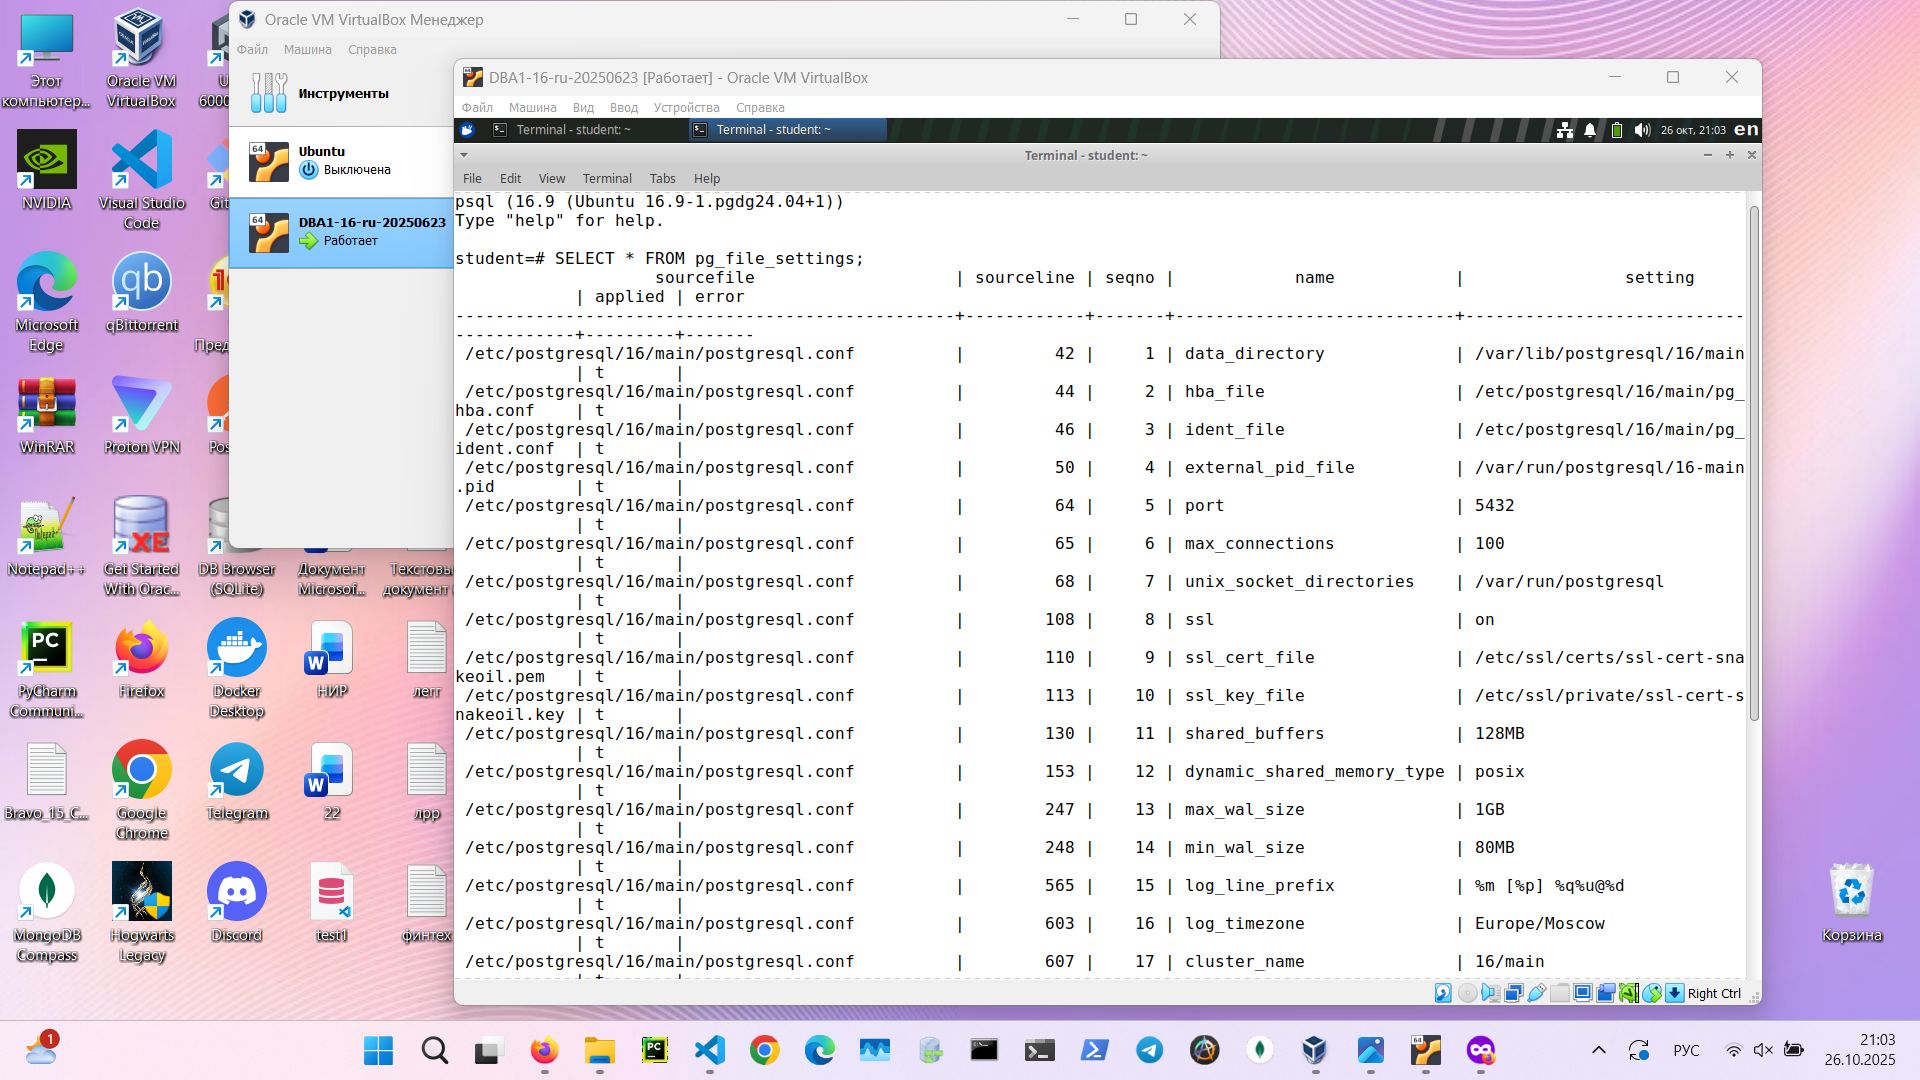 Oracle VM VirtualBox Менеджер
Файл Машина Справка
Инструменты
64
Ubuntu
Выключена
64
DBA1-16-ru-20250623
Работает
DBA1-16-ru-20250623 [Работает] - Oracle VM VirtualBox
Файл Машина Вид Ввод Устройства Справка
Terminal - student: ~
Terminal - student: ~
26 окт, 21:03 en
Terminal - student: ~
File Edit View Terminal Tabs Help
psql (16.9 (Ubuntu 16.9-1.pgdg24.04+1))
Type "help" for help.
student=# SELECT * FROM pg_file_settings;
                    sourcefile                    | sourceline | seqno |            name            |                setting
            | applied | error
--------------------------------------------------+------------+-------+----------------------------+----------------------------
------------+---------+-------
 /etc/postgresql/16/main/postgresql.conf          |         42 |     1 | data_directory             | /var/lib/postgresql/16/main
            | t       |
 /etc/postgresql/16/main/postgresql.conf          |         44 |     2 | hba_file                   | /etc/postgresql/16/main/pg_
hba.conf    | t       |
 /etc/postgresql/16/main/postgresql.conf          |         46 |     3 | ident_file                 | /etc/postgresql/16/main/pg_
ident.conf  | t       |
 /etc/postgresql/16/main/postgresql.conf          |         50 |     4 | external_pid_file          | /var/run/postgresql/16-main
.pid        | t       |
 /etc/postgresql/16/main/postgresql.conf          |         64 |     5 | port                       | 5432
            | t       |
 /etc/postgresql/16/main/postgresql.conf          |         65 |     6 | max_connections            | 100
            | t       |
 /etc/postgresql/16/main/postgresql.conf          |         68 |     7 | unix_socket_directories    | /var/run/postgresql
            | t       |
 /etc/postgresql/16/main/postgresql.conf          |        108 |     8 | ssl                        | on
            | t       |
 /etc/postgresql/16/main/postgresql.conf          |        110 |     9 | ssl_cert_file              | /etc/ssl/certs/ssl-cert-sna
keoil.pem   | t       |
 /etc/postgresql/16/main/postgresql.conf          |        113 |    10 | ssl_key_file               | /etc/ssl/private/ssl-cert-s
nakeoil.key | t       |
 /etc/postgresql/16/main/postgresql.conf          |        130 |    11 | shared_buffers             | 128MB
            | t       |
 /etc/postgresql/16/main/postgresql.conf          |        153 |    12 | dynamic_shared_memory_type | posix
            | t       |
 /etc/postgresql/16/main/postgresql.conf          |        247 |    13 | max_wal_size               | 1GB
            | t       |
 /etc/postgresql/16/main/postgresql.conf          |        248 |    14 | min_wal_size               | 80MB
            | t       |
 /etc/postgresql/16/main/postgresql.conf          |        565 |    15 | log_line_prefix            | %m [%p] %q%u@%d
            | t       |
 /etc/postgresql/16/main/postgresql.conf          |        603 |    16 | log_timezone               | Europe/Moscow
            | t       |
 /etc/postgresql/16/main/postgresql.conf          |        607 |    17 | cluster_name               | 16/main
Right Ctrl
Этот
компьютер...
Oracle VM
VirtualBox
NVIDIA
Visual Studio
Code
Microsoft
Edge
qBittorrent
WinRAR
Proton VPN
Notepad++
Get Started
With Orac...
DB Browser
(SQLite)
Документ
Microsof...
PyCharm
Communi...
Firefox
Docker
Desktop
НИР
легг
Bravo_15_C...
Google
Chrome
Telegram
22
лрр
MongoDB
Compass
Hogwarts
Legacy
Discord
test1
финтех
Корзина
1
РУС
21:03
26.10.2025